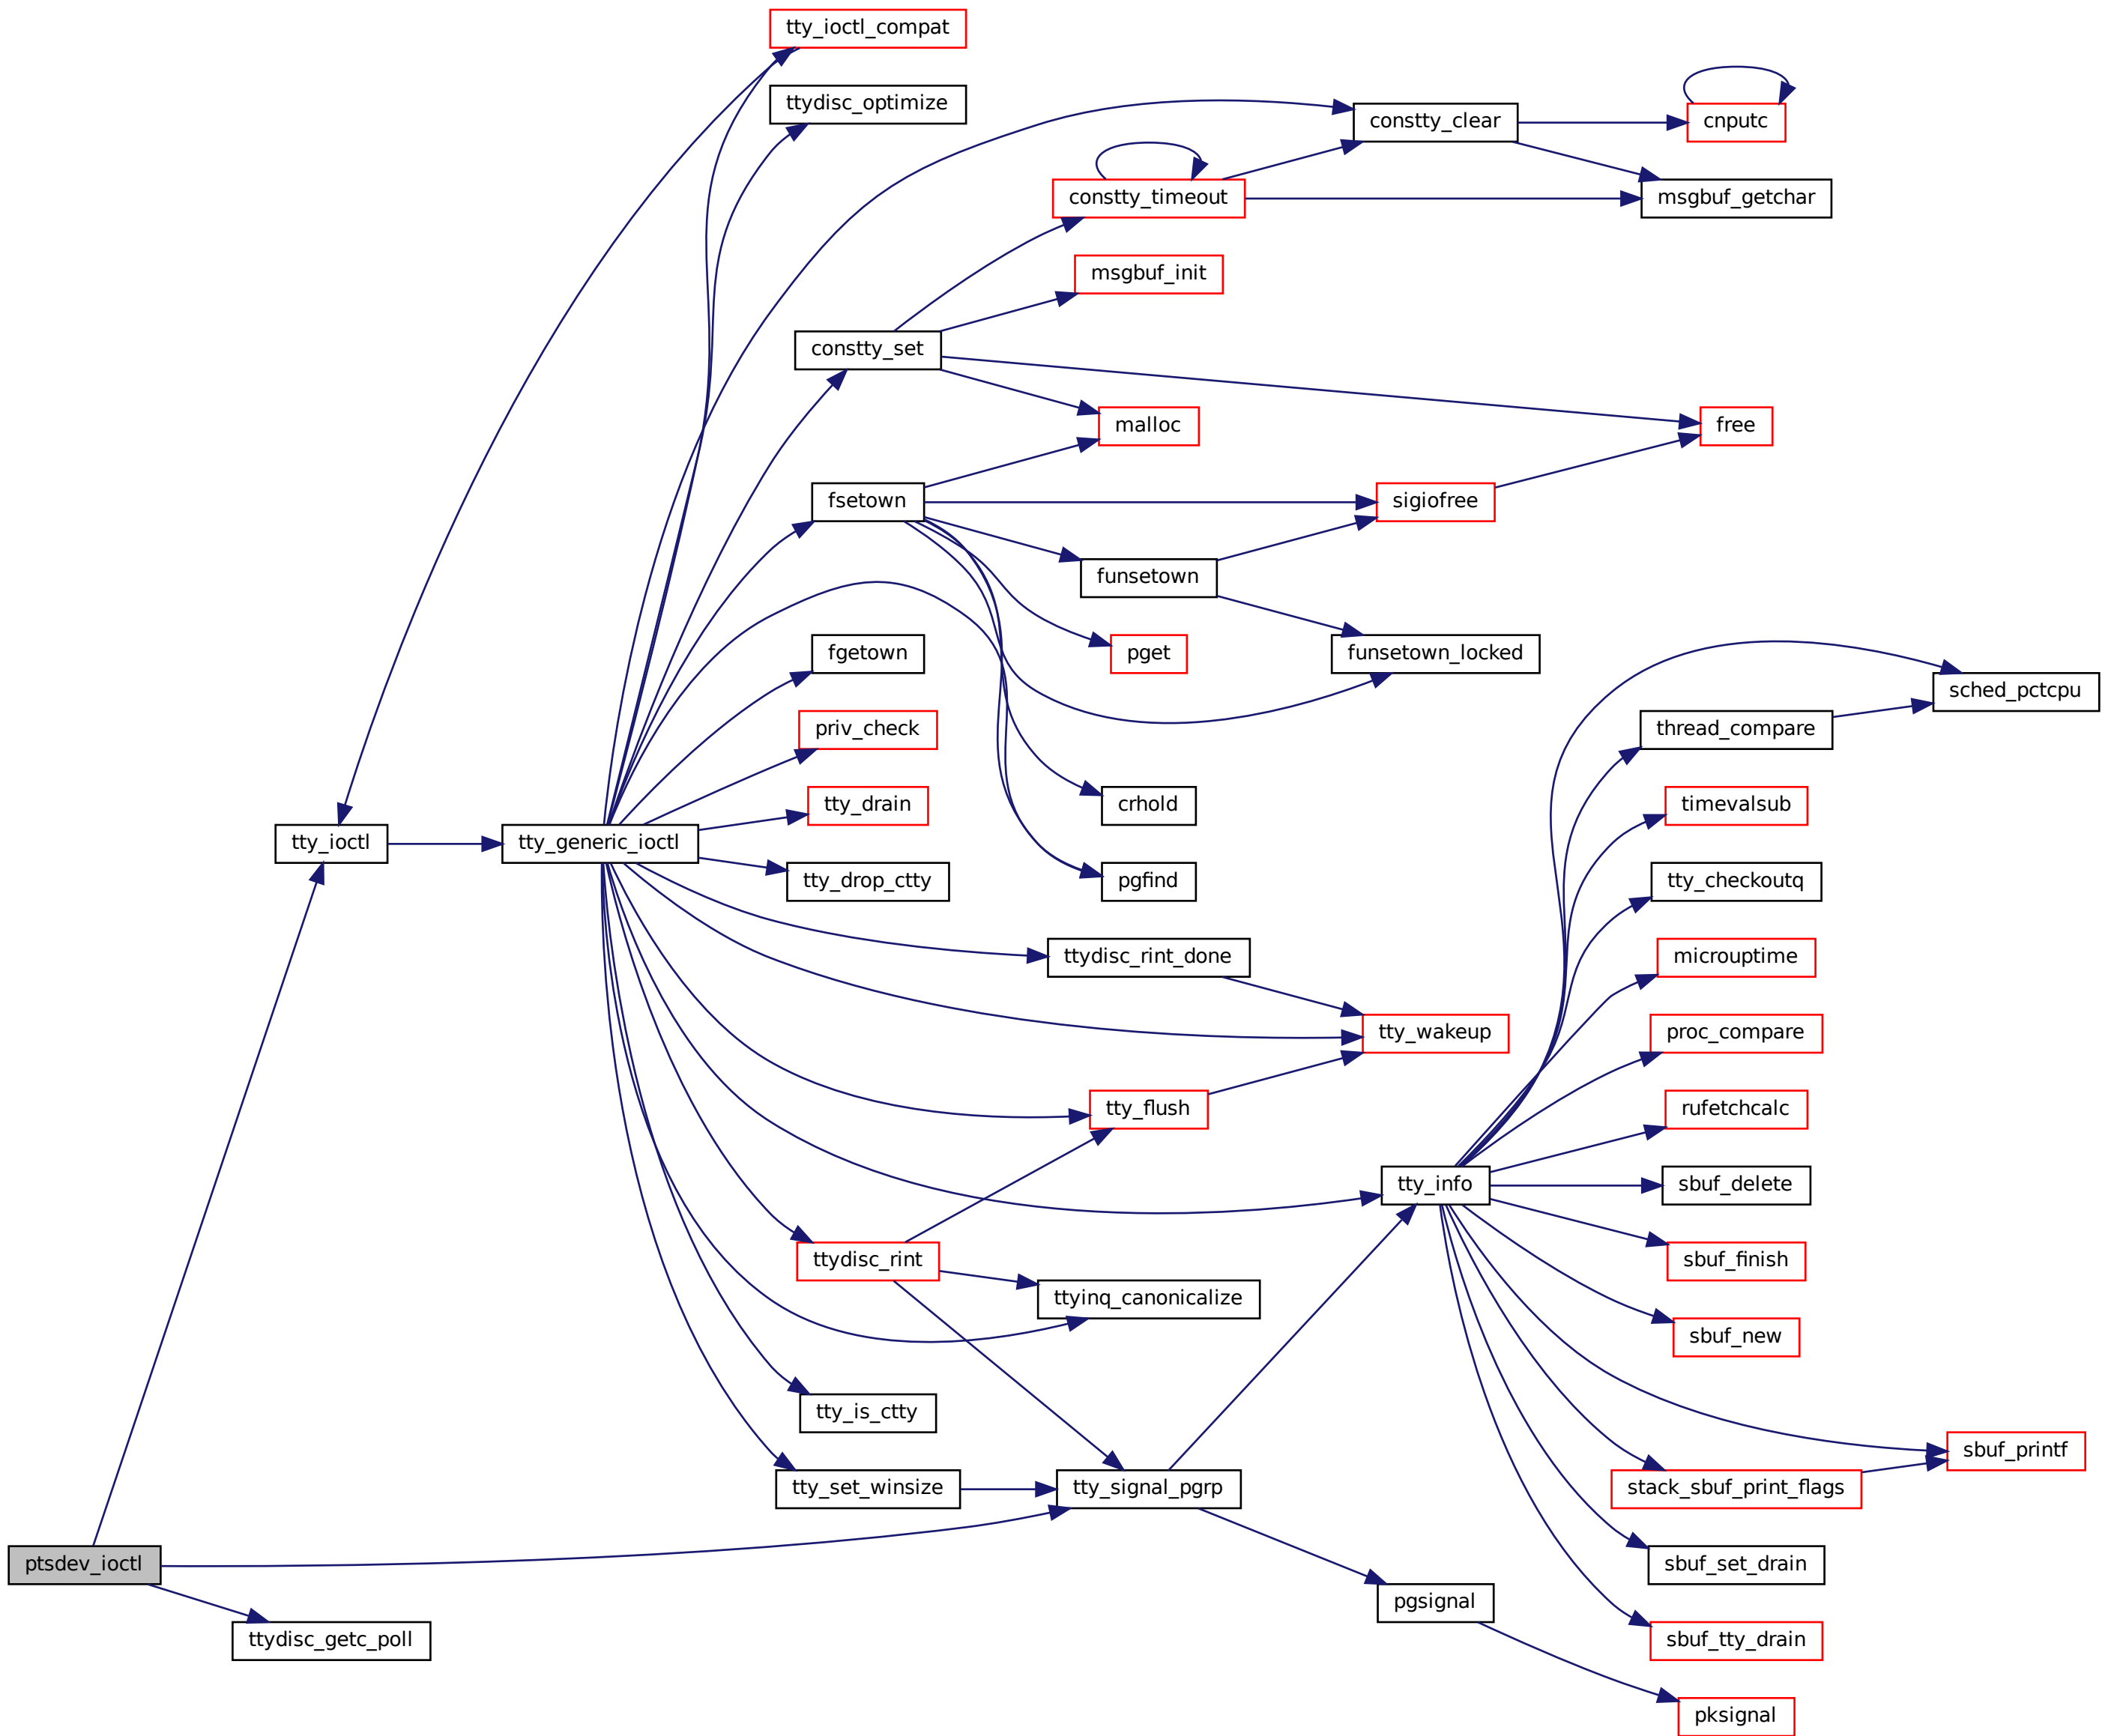 tty_ioctl_compat
ttydisc_optimize
constty_clear
cnputc
constty_timeout
msgbuf_getchar
msgbuf_init
constty_set
malloc
free
fsetown
sigiofree
funsetown
fgetown
pget
funsetown_locked
sched_pctcpu
priv_check
thread_compare
tty_drain
crhold
timevalsub
tty_ioctl
tty_generic_ioctl
tty_drop_ctty
pgfind
tty_checkoutq
ttydisc_rint_done
microuptime
tty_wakeup
proc_compare
tty_flush
rufetchcalc
tty_info
sbuf_delete
ttydisc_rint
sbuf_finish
ttyinq_canonicalize
sbuf_new
tty_is_ctty
sbuf_printf
tty_set_winsize
tty_signal_pgrp
stack_sbuf_print_flags
ptsdev_ioctl
sbuf_set_drain
pgsignal
ttydisc_getc_poll
sbuf_tty_drain
pksignal